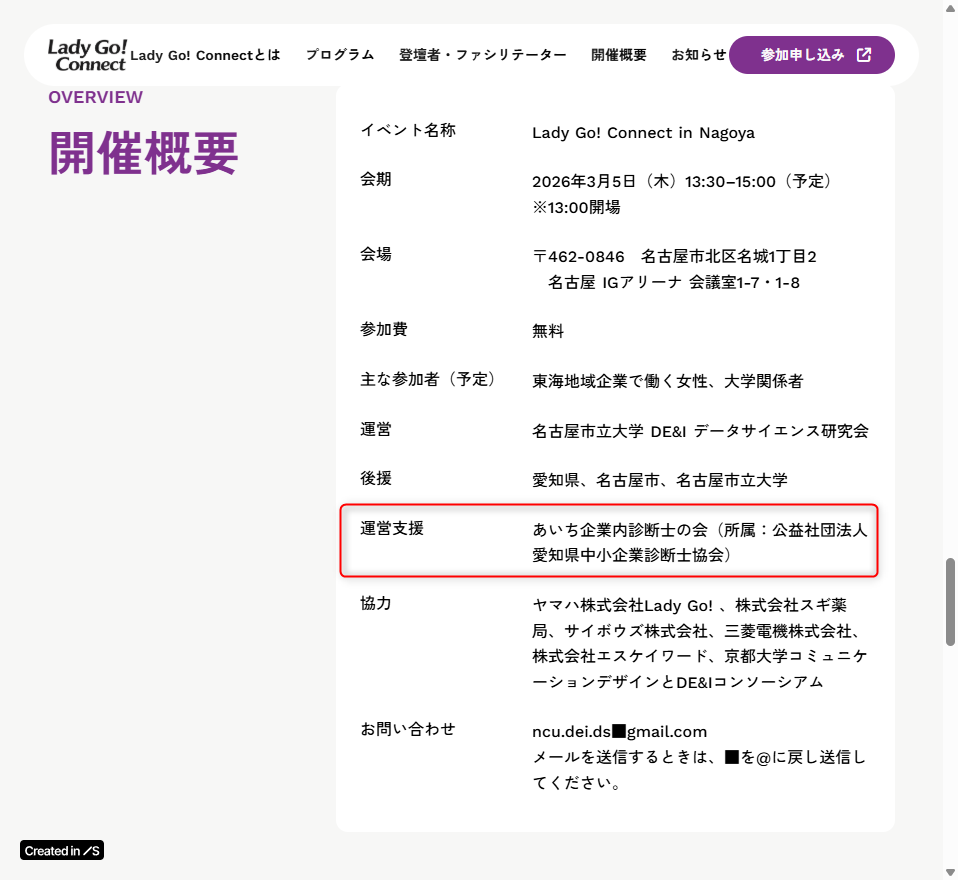 Lady Go!
Connect
Lady Go! Connectとは
プログラム
登壇者・ファシリテーター
開催概要
お知らせ
参加申し込み
OVERVIEW
開催概要
イベント名称
Lady Go! Connect in Nagoya
会期
2026年3月5日（木）13:30–15:00（予定）
※13:00開場
会場
〒462-0846　名古屋市北区名城1丁目2
　名古屋 IGアリーナ 会議室1-7・1-8
参加費
無料
主な参加者（予定）
東海地域企業で働く女性、大学関係者
運営
名古屋市立大学 DE&I データサイエンス研究会
後援
愛知県、名古屋市、名古屋市立大学
運営支援
あいち企業内診断士の会（所属：公益社団法人
愛知県中小企業診断士協会）
協力
ヤマハ株式会社Lady Go! 、株式会社スギ薬
局、サイボウズ株式会社、三菱電機株式会社、
株式会社エスケイワード、京都大学コミュニケ
ーションデザインとDE&Iコンソーシアム
お問い合わせ
ncu.dei.ds■gmail.com
メールを送信するときは、■を@に戻し送信し
てください。
Created in /S